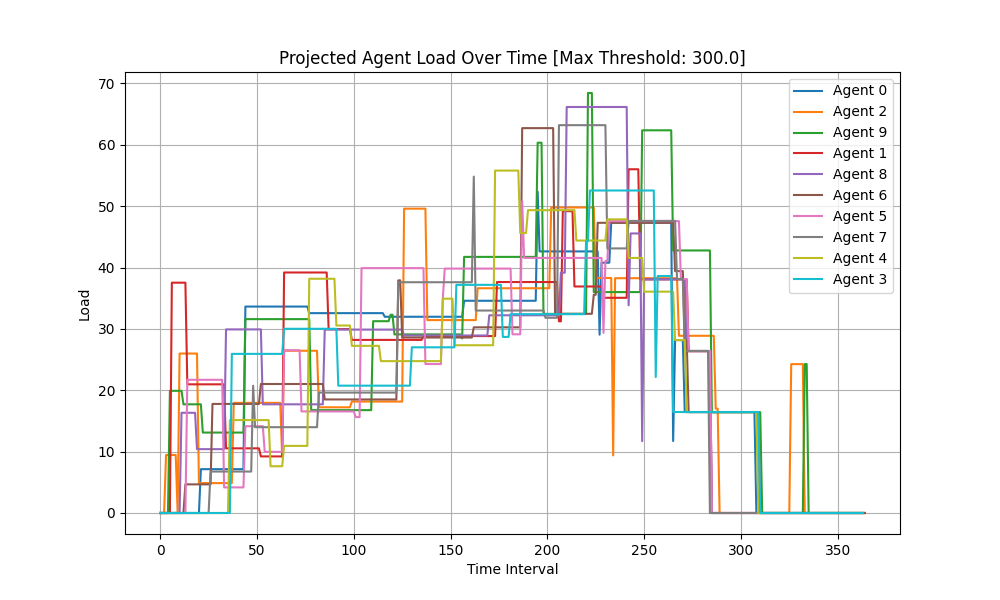 Projected Agent Load Over Time [Max Threshold: 300.0]
Load
70
60
50
40
30
20
10
0
0 50 100 150 200 250 300 350
Time Interval
Agent 0
Agent 2
Agent 9
Agent 1
Agent 8
Agent 6
Agent 5
Agent 7
Agent 4
Agent 3